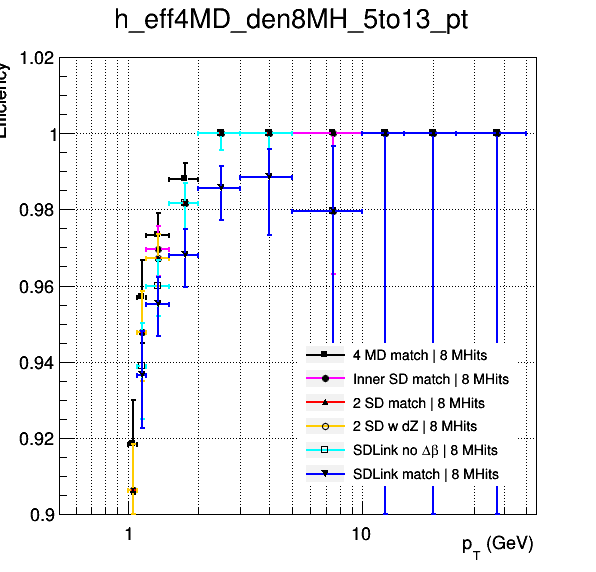 h_eff4MD_den8MH_5to13_pt
Efficiency
1.02
1
0.98
0.96
0.94
0.92
0.9
4 MD match | 8 MHits
Inner SD match | 8 MHits
2 SD match | 8 MHits
2 SD w dZ | 8 MHits
SDLink no Δβ | 8 MHits
SDLink match | 8 MHits
1
10
p_T (GeV)